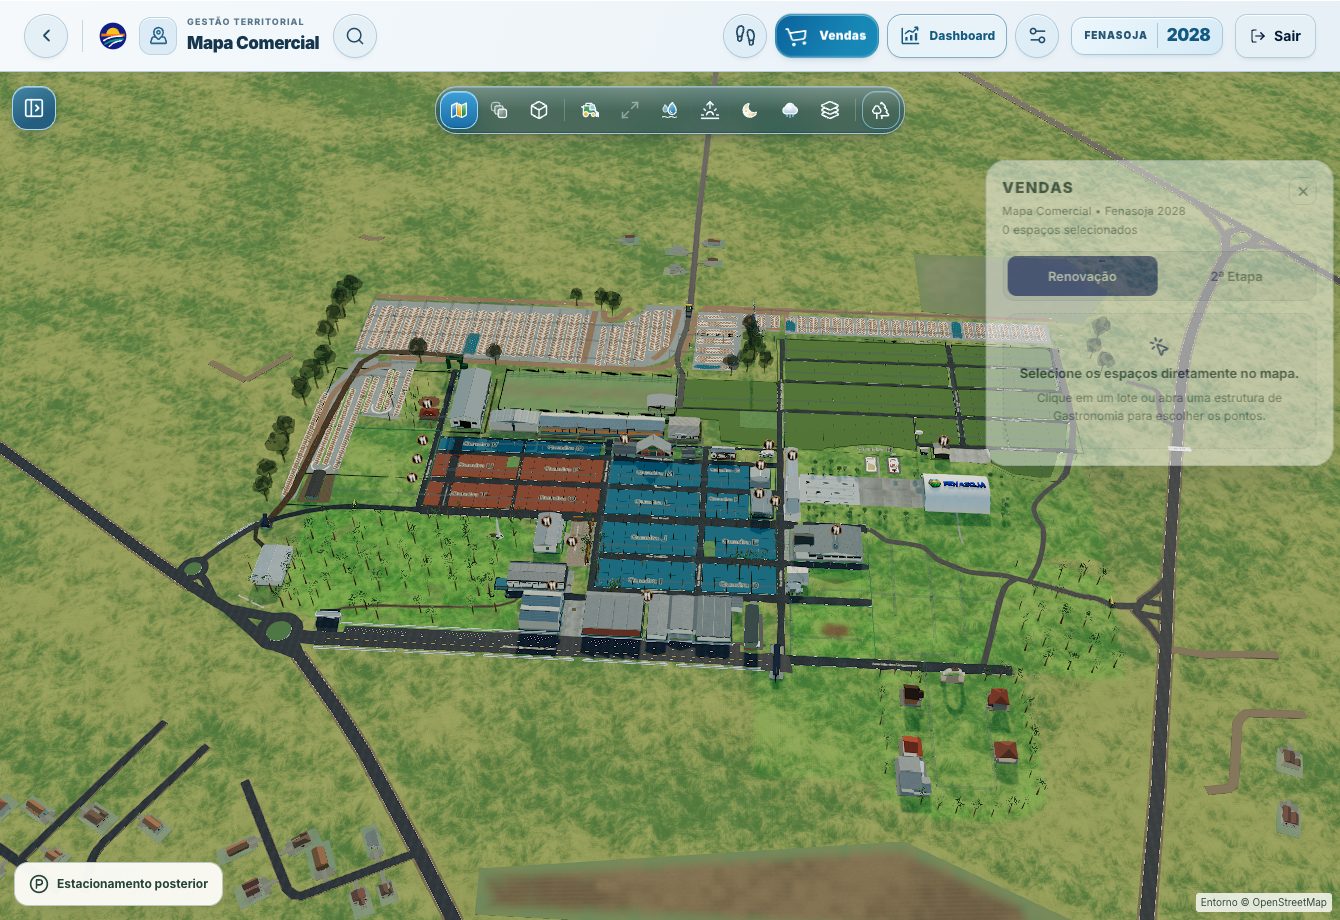 GESTÃO TERRITORIAL
Mapa Comercial
Vendas
Dashboard
FENASOJA 2028
Sair
VENDAS
Mapa Comercial • Fenasoja 2028
0 espaços selecionados
Renovação
2ª Etapa
Selecione os espaços diretamente no mapa.
Clique em um lote ou abra uma estrutura de
Gastronomia para escolher os pontos.
FENASOJA
Estacionamento posterior
Entorno © OpenStreetMap